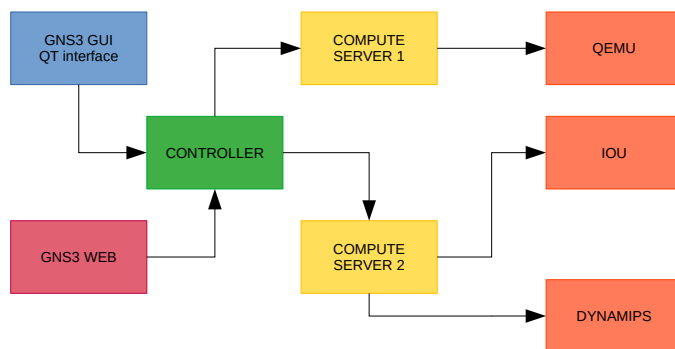 GNS3 GUI
QT interface
COMPUTE
SERVER 1
QEMU
CONTROLLER
IOU
GNS3 WEB
COMPUTE
SERVER 2
DYNAMIPS